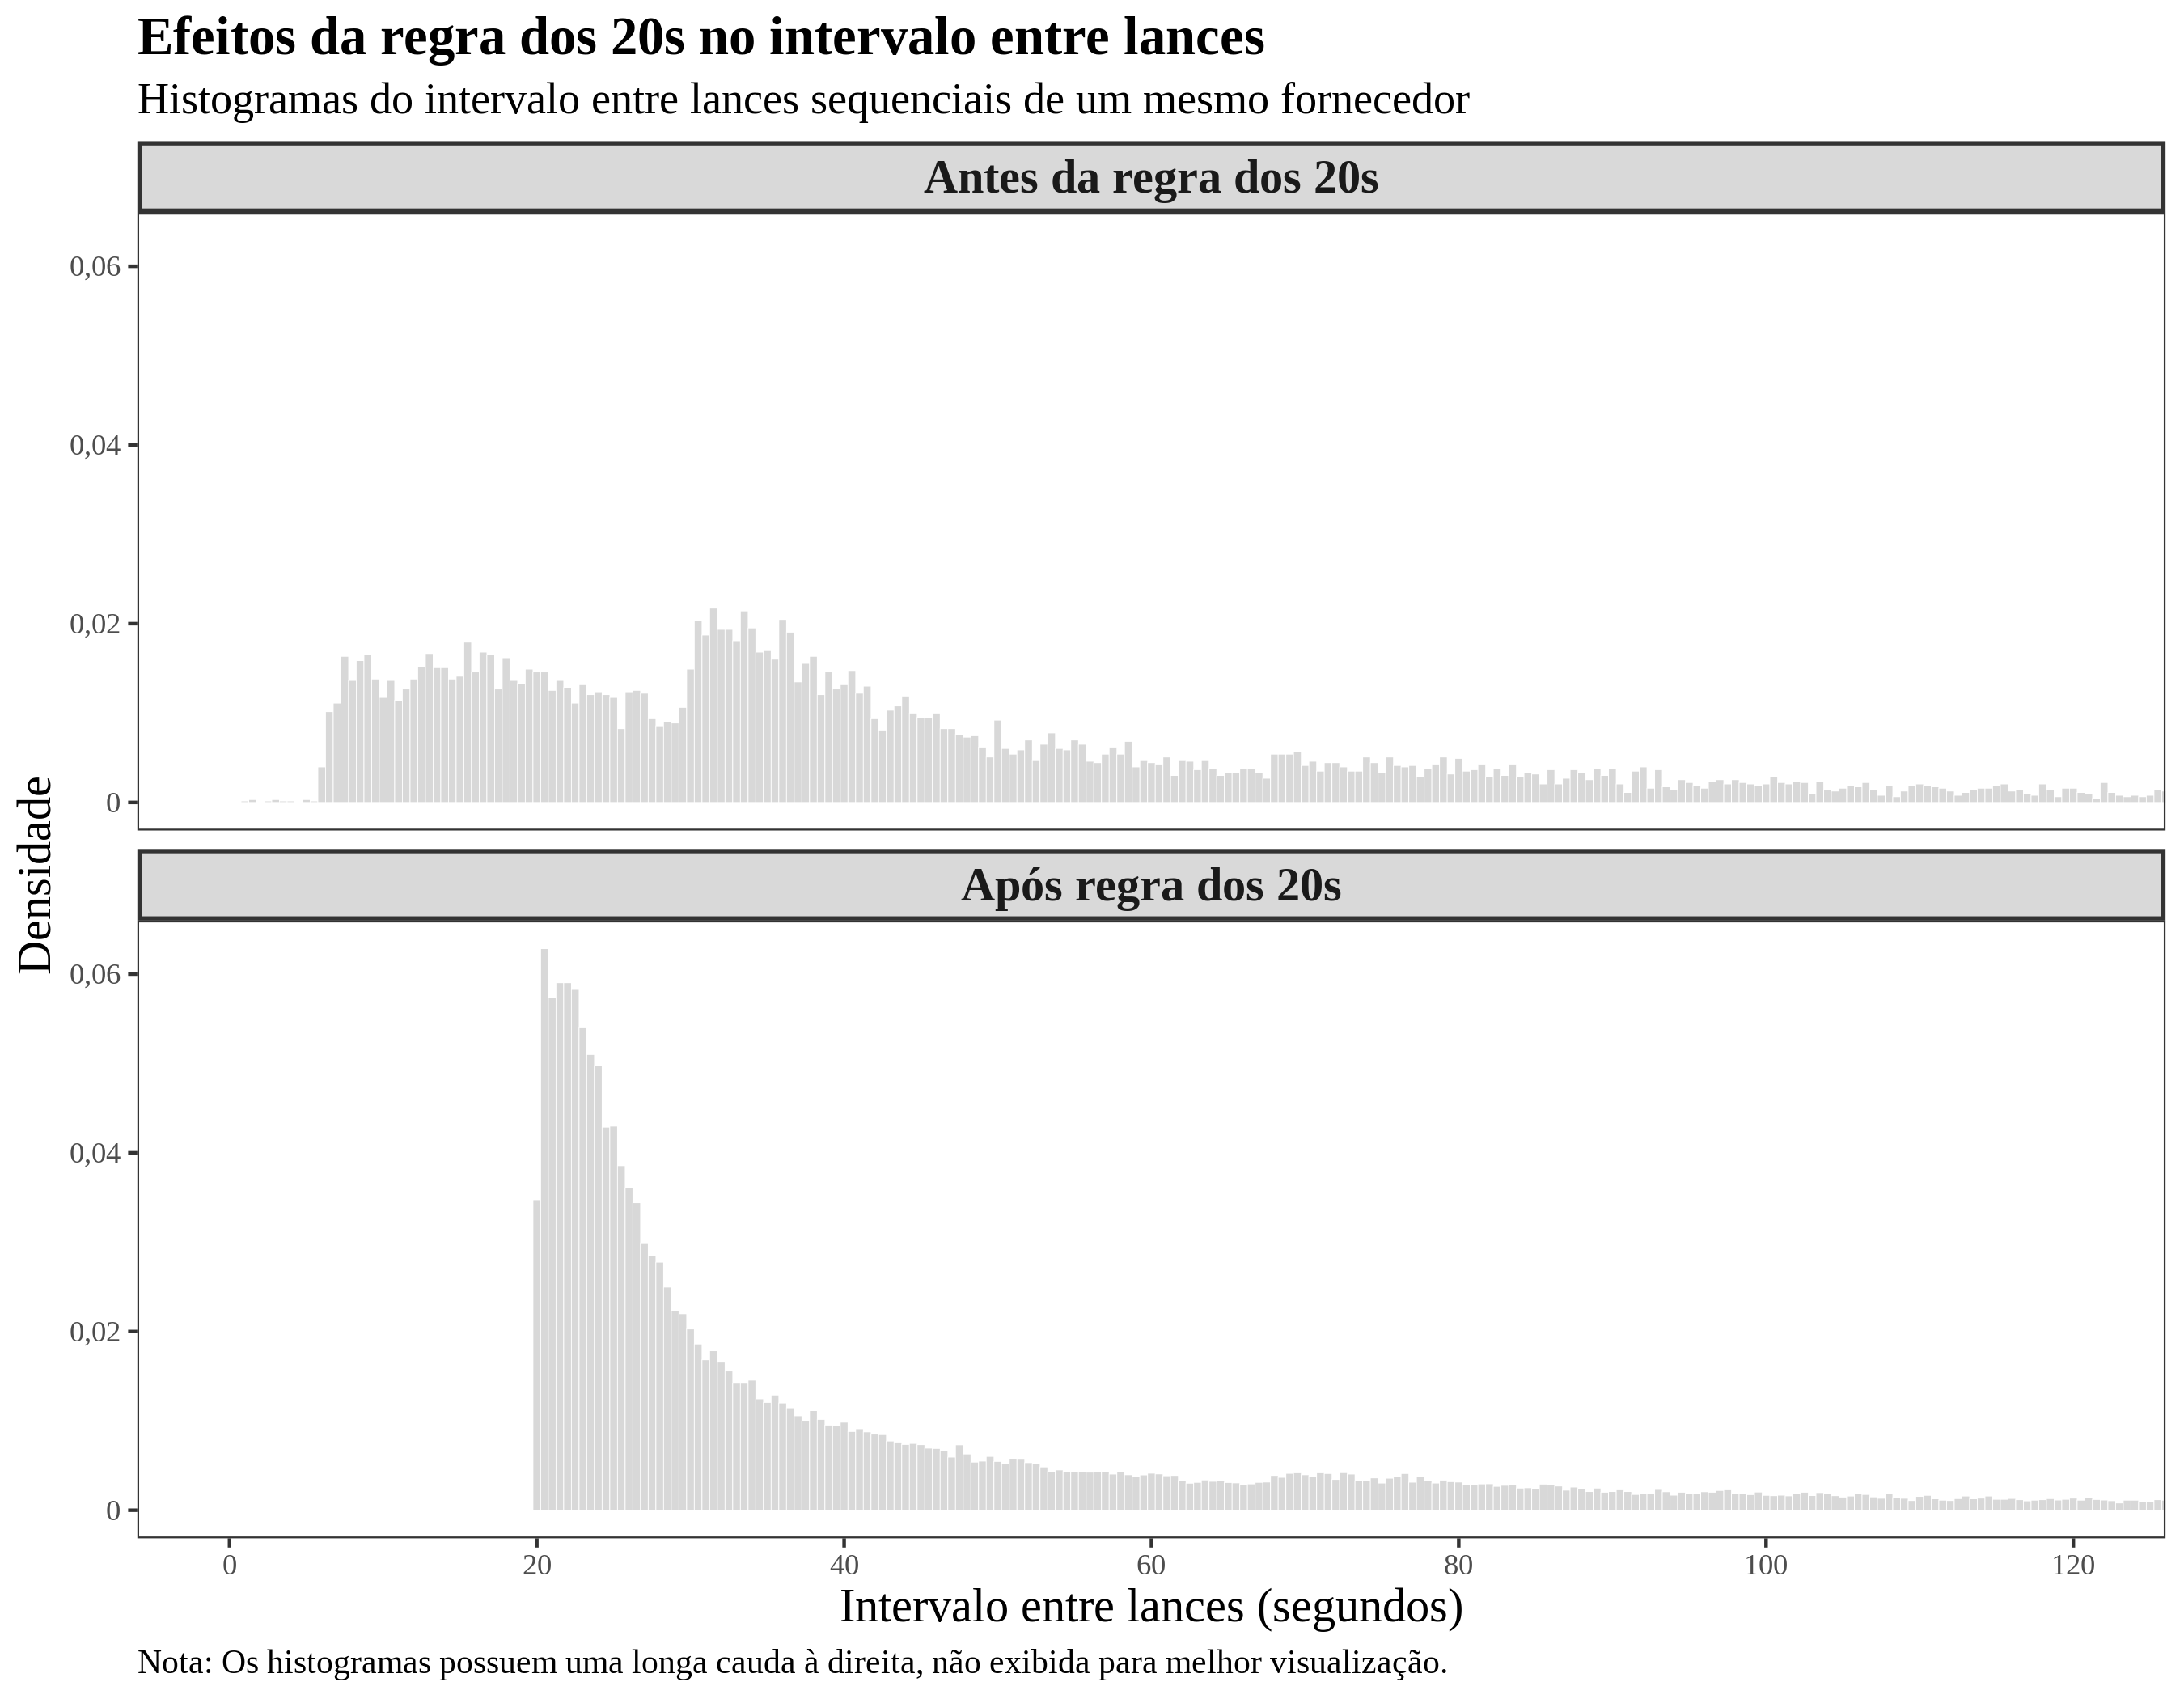 Efeitos da regra dos 20s no intervalo entre lances
Histogramas do intervalo entre lances sequenciais de um mesmo fornecedor
Antes da regra dos 20s
0,06
0,04
0,02
0
Densidade
Após regra dos 20s
0,06
0,04
0,02
0
0 20 40 60 80 100 120
Intervalo entre lances (segundos)
Nota: Os histogramas possuem uma longa cauda à direita, não exibida para melhor visualização.